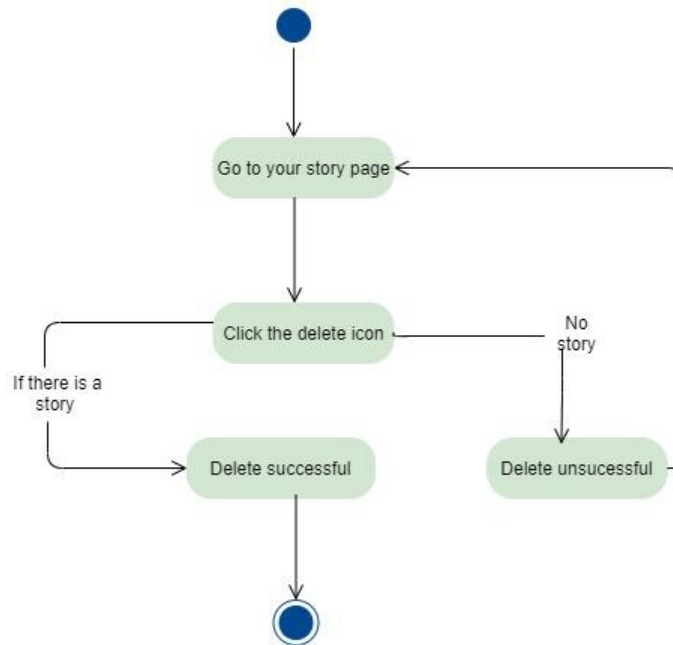 Go to your story page
Click the delete icon
No
story
If there is a
story
Delete successful
Delete unsucessful